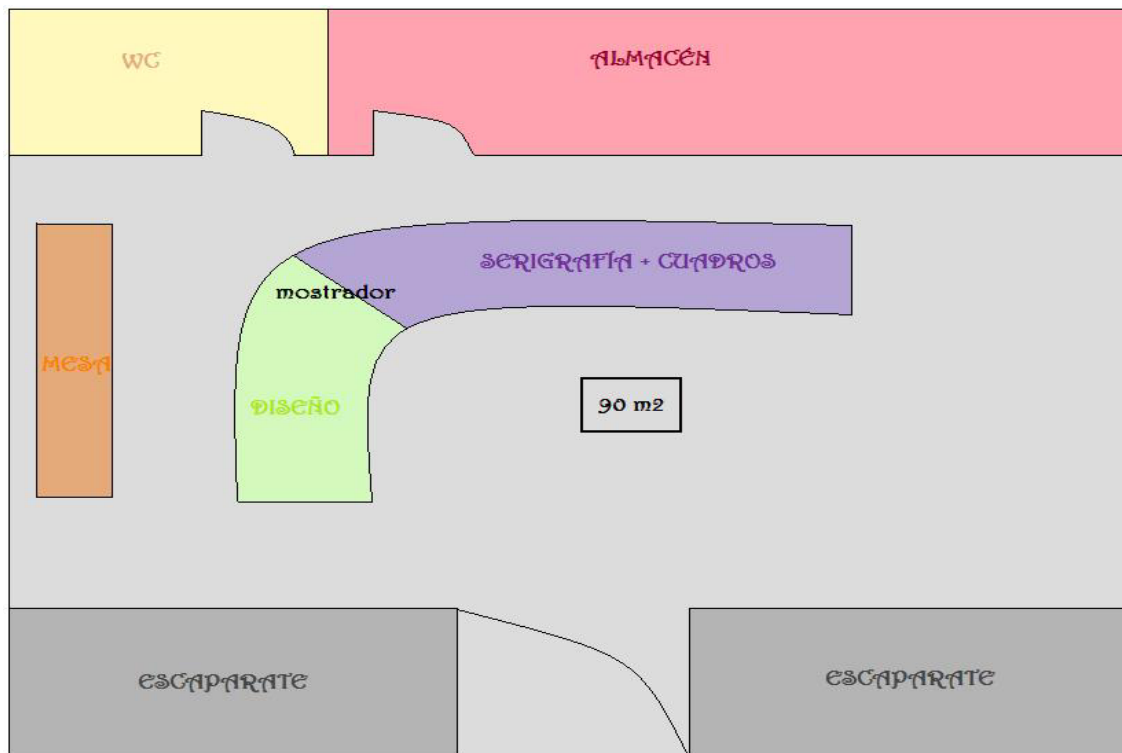 WC
ALMACÉN
SERIGRAFÍA + CUADROS
mostrador
MESA
DISEÑO
90 m2
ESCAPARATE
ESCAPARATE